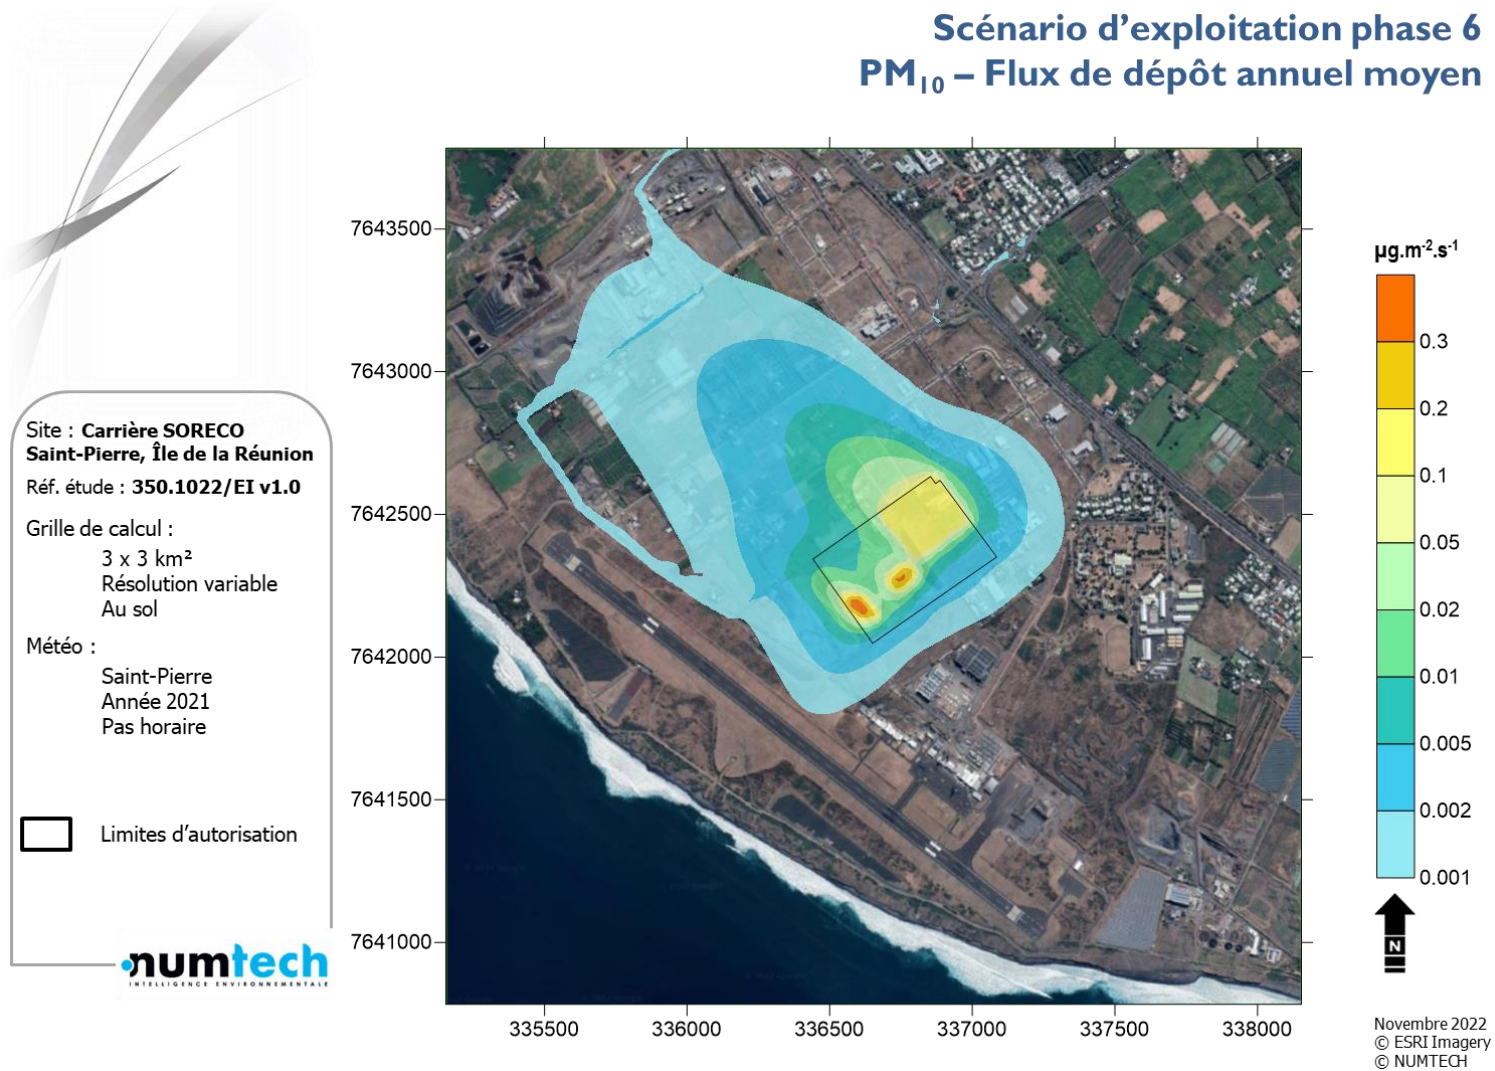 Scénario d'exploitation phase 6
PM10 – Flux de dépôt annuel moyen
Site : Carrière SORECO
Saint-Pierre, Île de la Réunion
Réf. étude : 350.1022/EI v1.0
Grille de calcul :
3 x 3 km²
Résolution variable
Au sol
Météo :
Saint-Pierre
Année 2021
Pas horaire
Limites d'autorisation
numtech
INTELLIGENCE ENVIRONNEMENTALE
7643500
7643000
7642500
7642000
7641500
7641000
335500
336000
336500
337000
337500
338000
µg.m-2.s-1
0.3
0.2
0.1
0.05
0.02
0.01
0.005
0.002
0.001
N
Novembre 2022
© ESRI Imagery
© NUMTECH